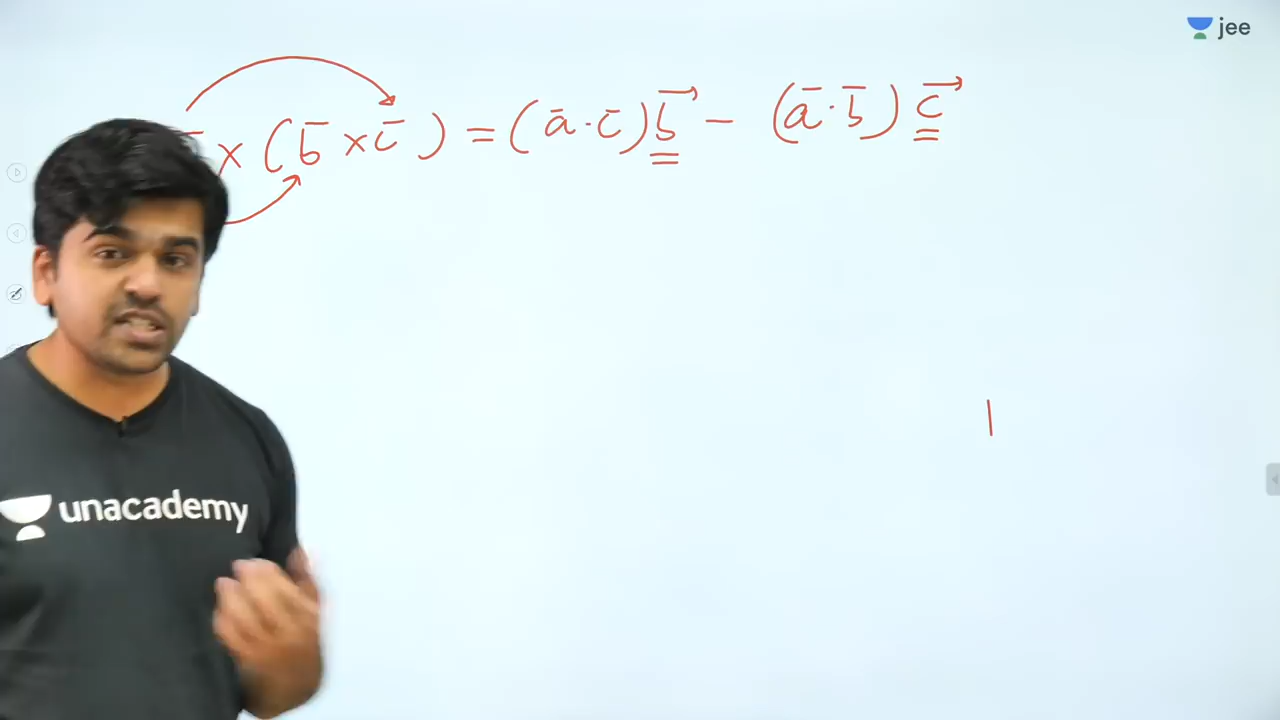 jee
× (b̄ × c̄) = (ā · c̄) b⃗ − (ā · b̄) c⃗
|
unacademy